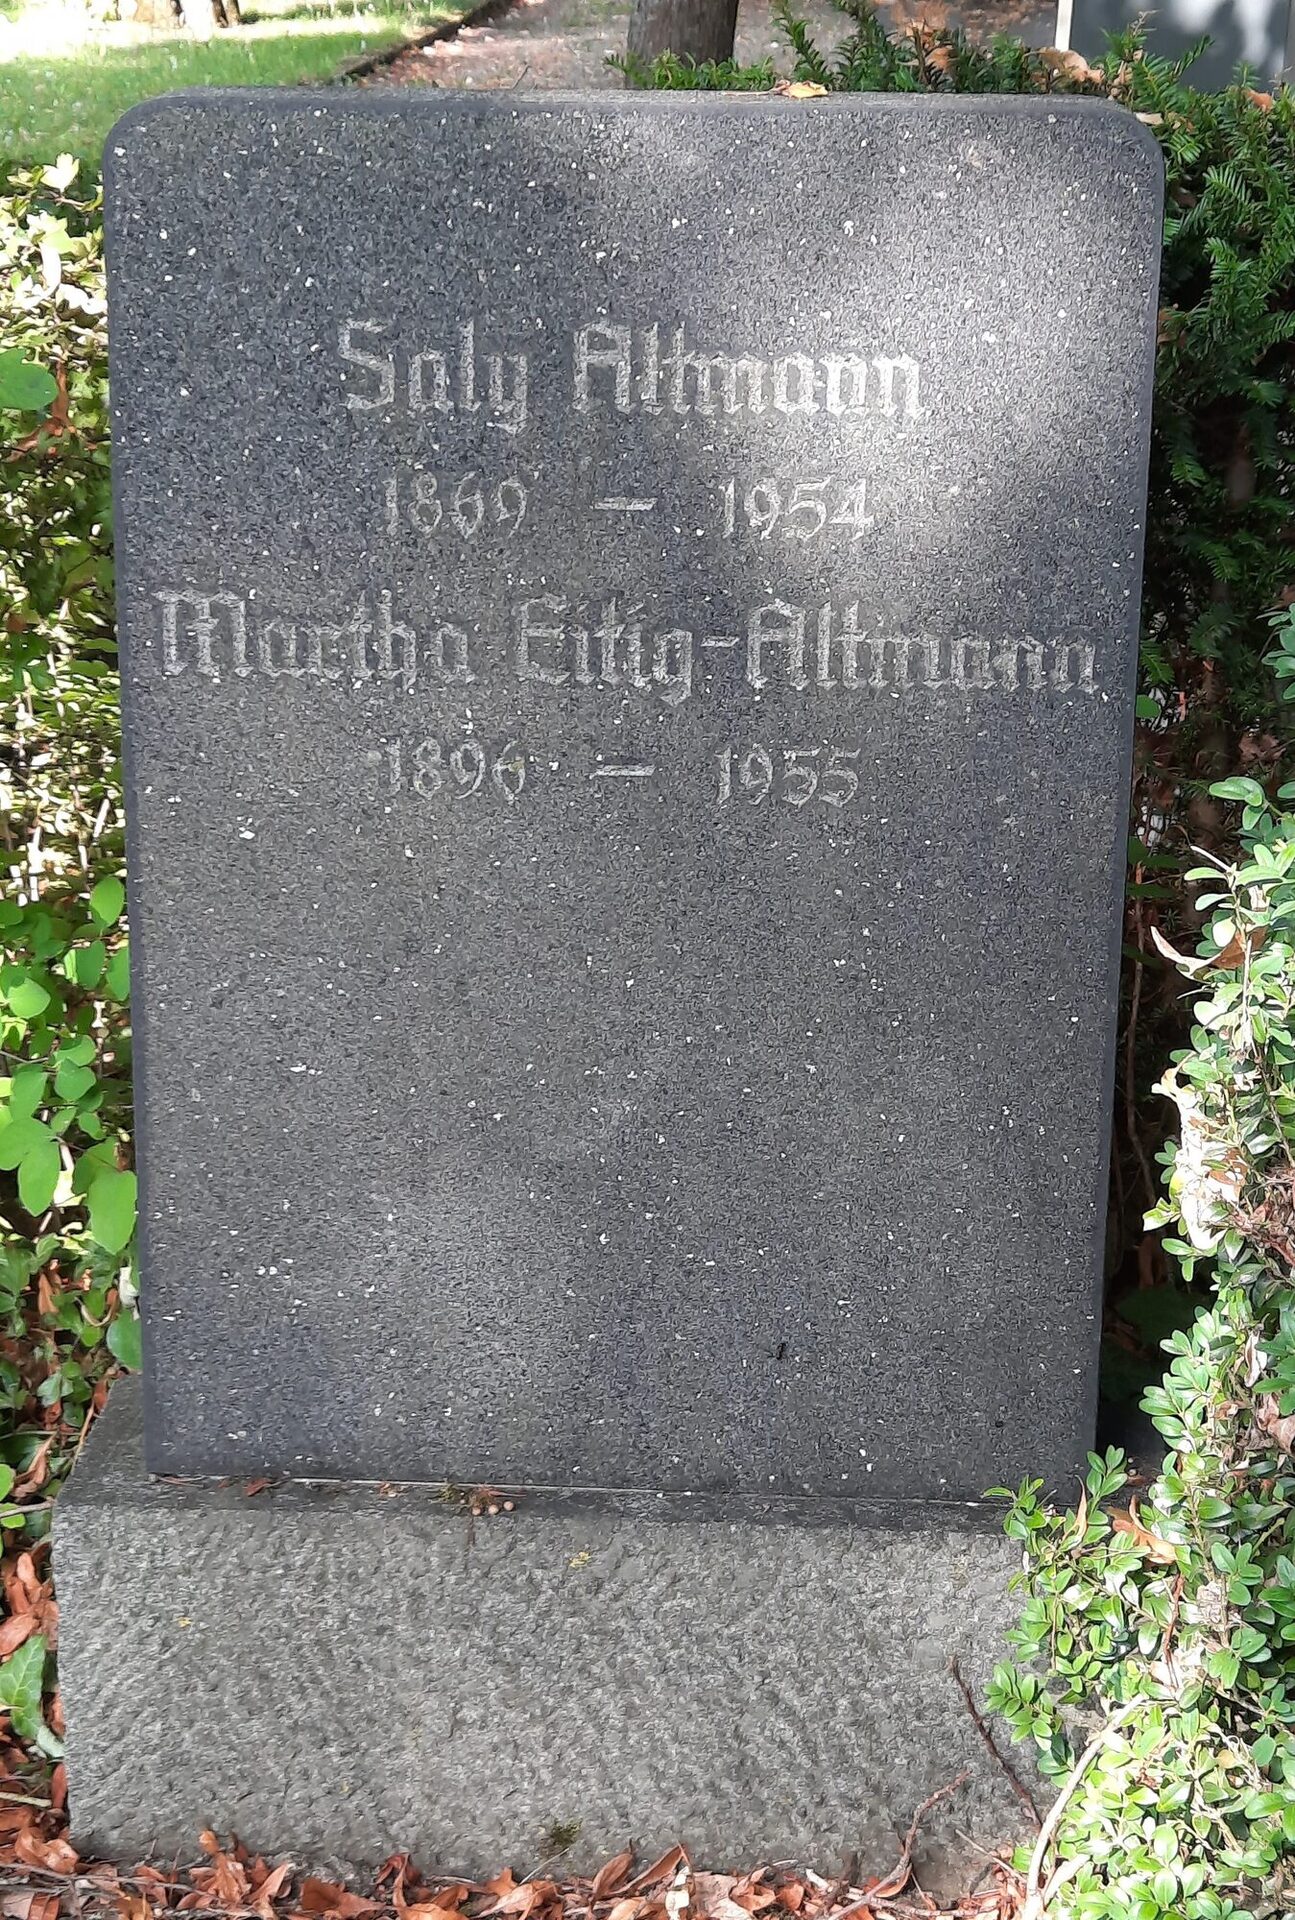 Saly Altmann
1869 – 1954
Martha Eitig-Altmann
1896 – 1955